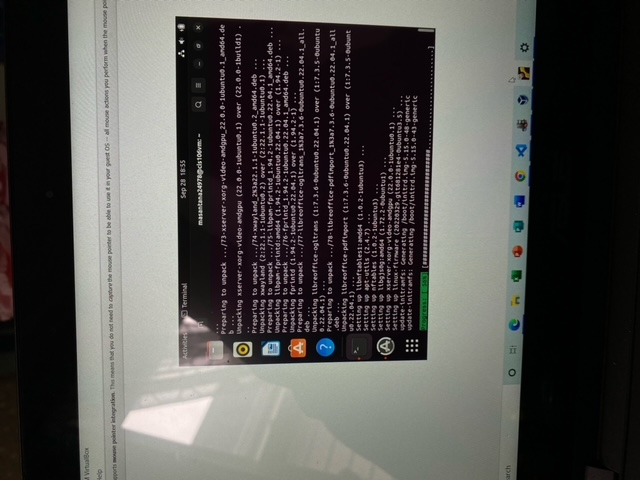 M VirtualBox
Help
upports mouse pointer integration. This means that you do not need to capture the mouse pointer to be able to use it in your guest OS — all mouse actions you perform when the mouse poi
Activities
Terminal
Sep 28 18:55
masantana24978@cis106vm: ~
...
Preparing to unpack .../73-xserver-xorg-video-amdgpu_22.0.0-1ubuntu0.1_amd64.de
b ...
Unpacking xserver-xorg-video-amdgpu (22.0.0-1ubuntu0.1) over (22.0.0-1build1) .
..
Preparing to unpack .../74-xwayland_2%3a22.1.1-1ubuntu0.2_amd64.deb ...
Unpacking xwayland (2:22.1.1-1ubuntu0.2) over (2:22.1.1-1ubuntu0.1) ...
Preparing to unpack .../75-libpam-fprintd_1.94.2-1ubuntu0.22.04.1_amd64.deb ...
Unpacking libpam-fprintd:amd64 (1.94.2-1ubuntu0.22.04.1) over (1.94.2-1) ...
Preparing to unpack .../76-fprintd_1.94.2-1ubuntu0.22.04.1_amd64.deb ...
Unpacking fprintd (1.94.2-1ubuntu0.22.04.1) over (1.94.2-1) ...
Preparing to unpack .../77-libreoffice-ogltrans_1%3a7.3.6-0ubuntu0.22.04.1_all.
deb ...
Unpacking libreoffice-ogltrans (1:7.3.6-0ubuntu0.22.04.1) over (1:7.3.5-0ubuntu
0.22.04.1) ...
Preparing to unpack .../78-libreoffice-pdfimport_1%3a7.3.6-0ubuntu0.22.04.1_all
.deb ...
Unpacking libreoffice-pdfimport (1:7.3.6-0ubuntu0.22.04.1) over (1:7.3.5-0ubunt
u0.22.04.1) ...
Setting up libnftables1:amd64 (1.0.2-1ubuntu3) ...
Setting up apt-utils (2.4.7) ...
Setting up nftables (1.0.2-1ubuntu3) ...
Setting up libgjs0g:amd64 (1.72.2-0ubuntu1) ...
Setting up xserver-xorg-video-amdgpu (22.0.0-1ubuntu0.1) ...
Setting up linux-firmware (20220329.git681281e4-0ubuntu3.5) ...
update-initramfs: Generating /boot/initrd.img-5.15.0-48-generic
update-initramfs: Generating /boot/initrd.img-5.15.0-43-generic
Progress: [
earch